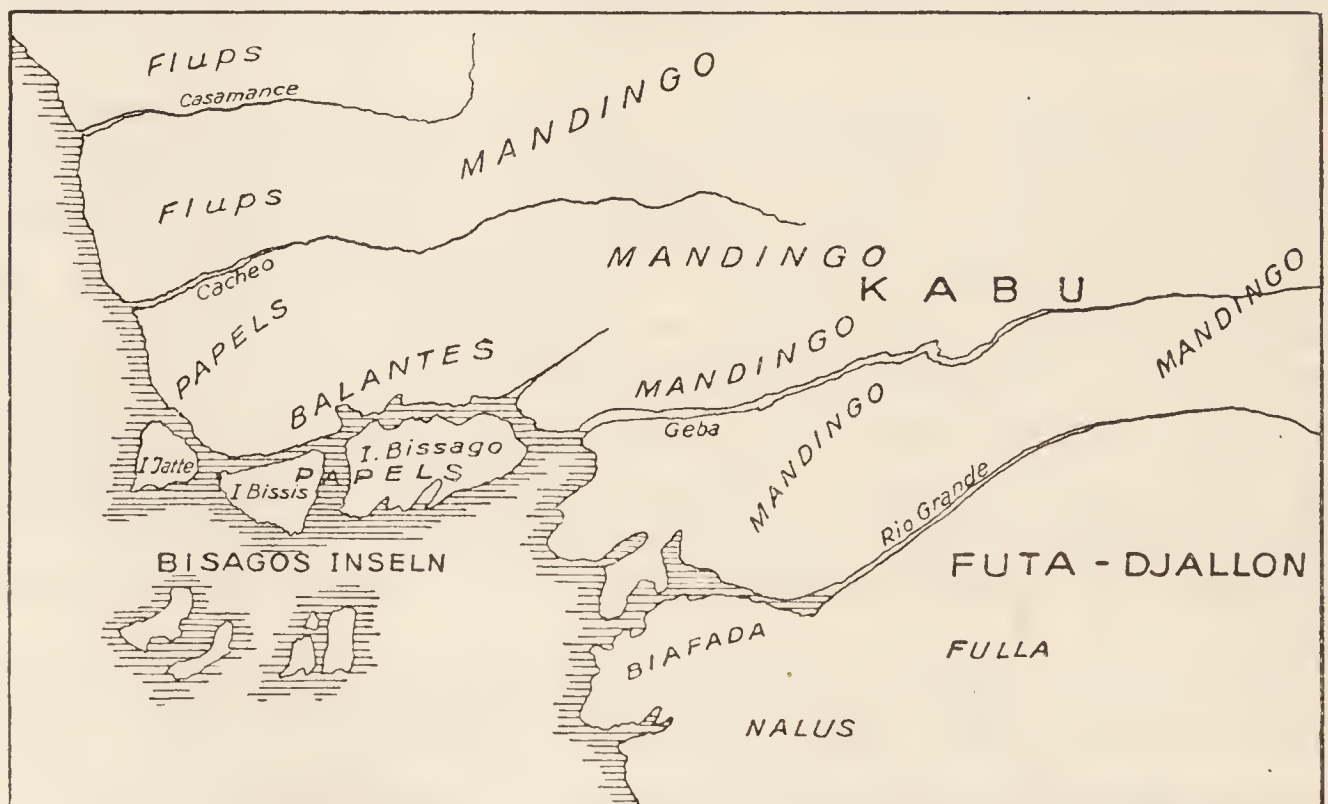 Flups
Casamance
MANDINGO
Flups
Cacheo
MANDINGO
KABU
MANDINGO
PAPELS
BALANTES
MANDINGO
Geba
MANDINGO
I Jatte
I Bissis
I. Bissago
PAPELS
Rio Grande
BISAGOS INSELN
FUTA - DJALLON
BIAFADA
FULLA
NALUS